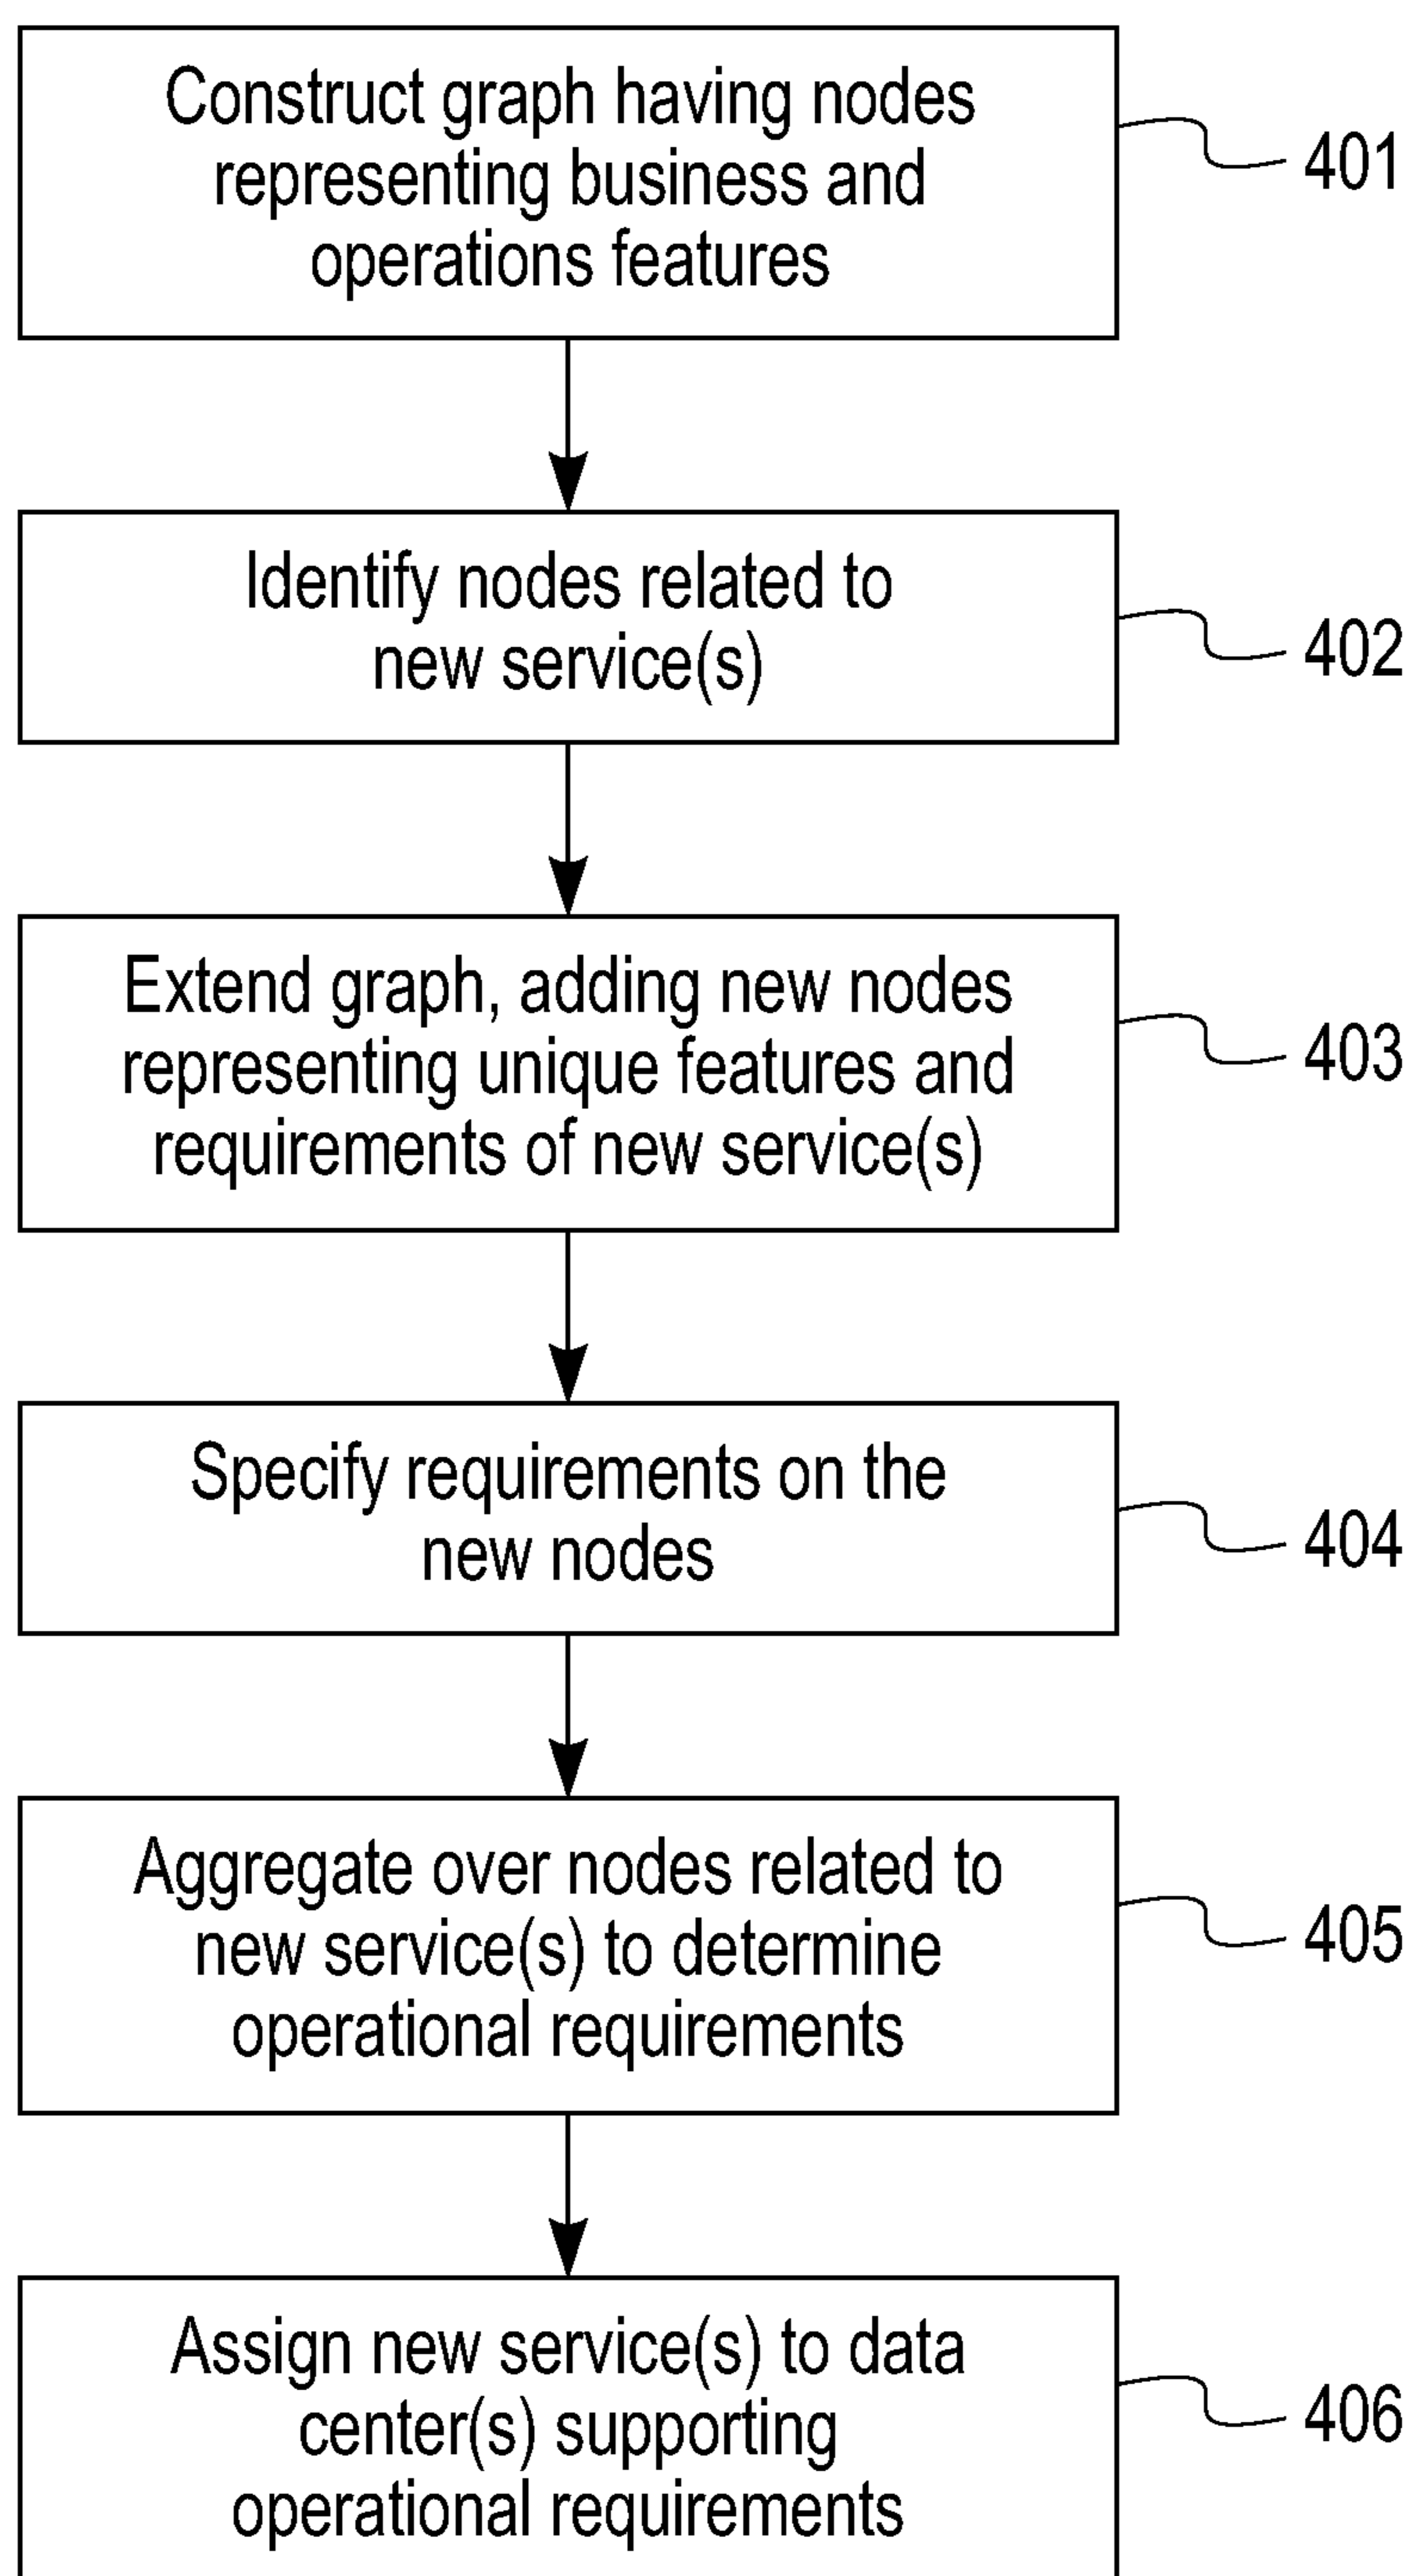 Construct graph having nodes
representing business and
operations features
401
Identify nodes related to
new service(s)
402
Extend graph, adding new nodes
representing unique features and
requirements of new service(s)
403
Specify requirements on the
new nodes
404
Aggregate over nodes related to
new service(s) to determine
operational requirements
405
Assign new service(s) to data
center(s) supporting
operational requirements
406